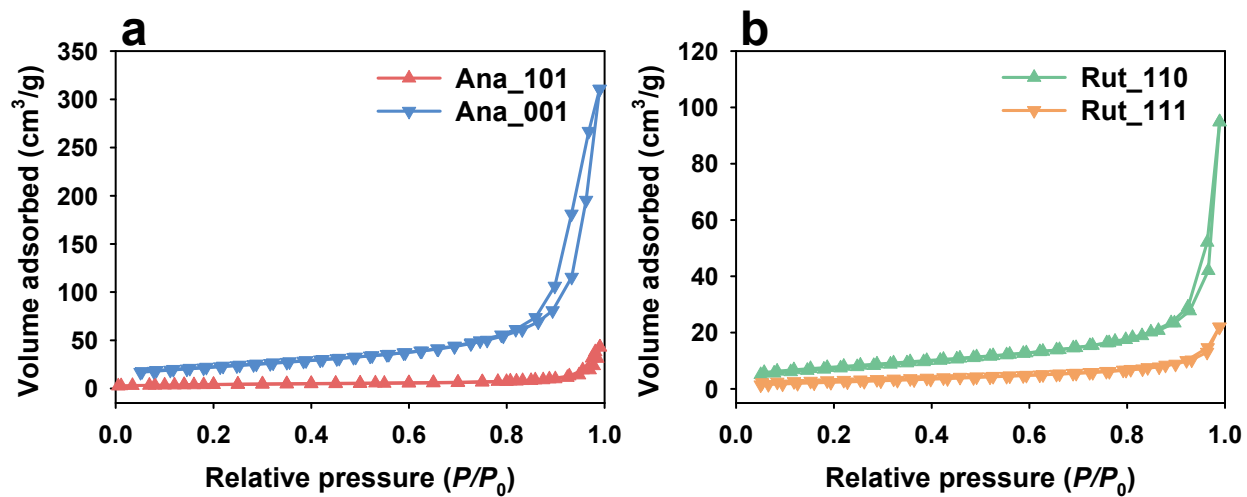 a
Volume adsorbed (cm³/g)
350
300
250
200
150
100
50
0
Ana_101
Ana_001
0.0 0.2 0.4 0.6 0.8 1.0
Relative pressure (P/P₀)
b
Volume adsorbed (cm³/g)
120
100
80
60
40
20
0
Rut_110
Rut_111
0.0 0.2 0.4 0.6 0.8 1.0
Relative pressure (P/P₀)